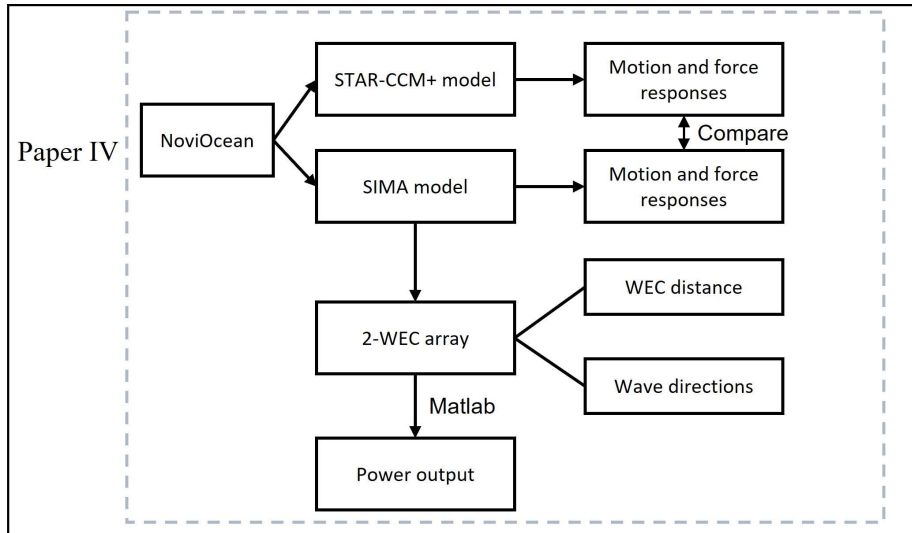 Paper IV
NoviOcean
STAR-CCM+ model
Motion and force
responses
Compare
SIMA model
Motion and force
responses
2-WEC array
WEC distance
Wave directions
Matlab
Power output